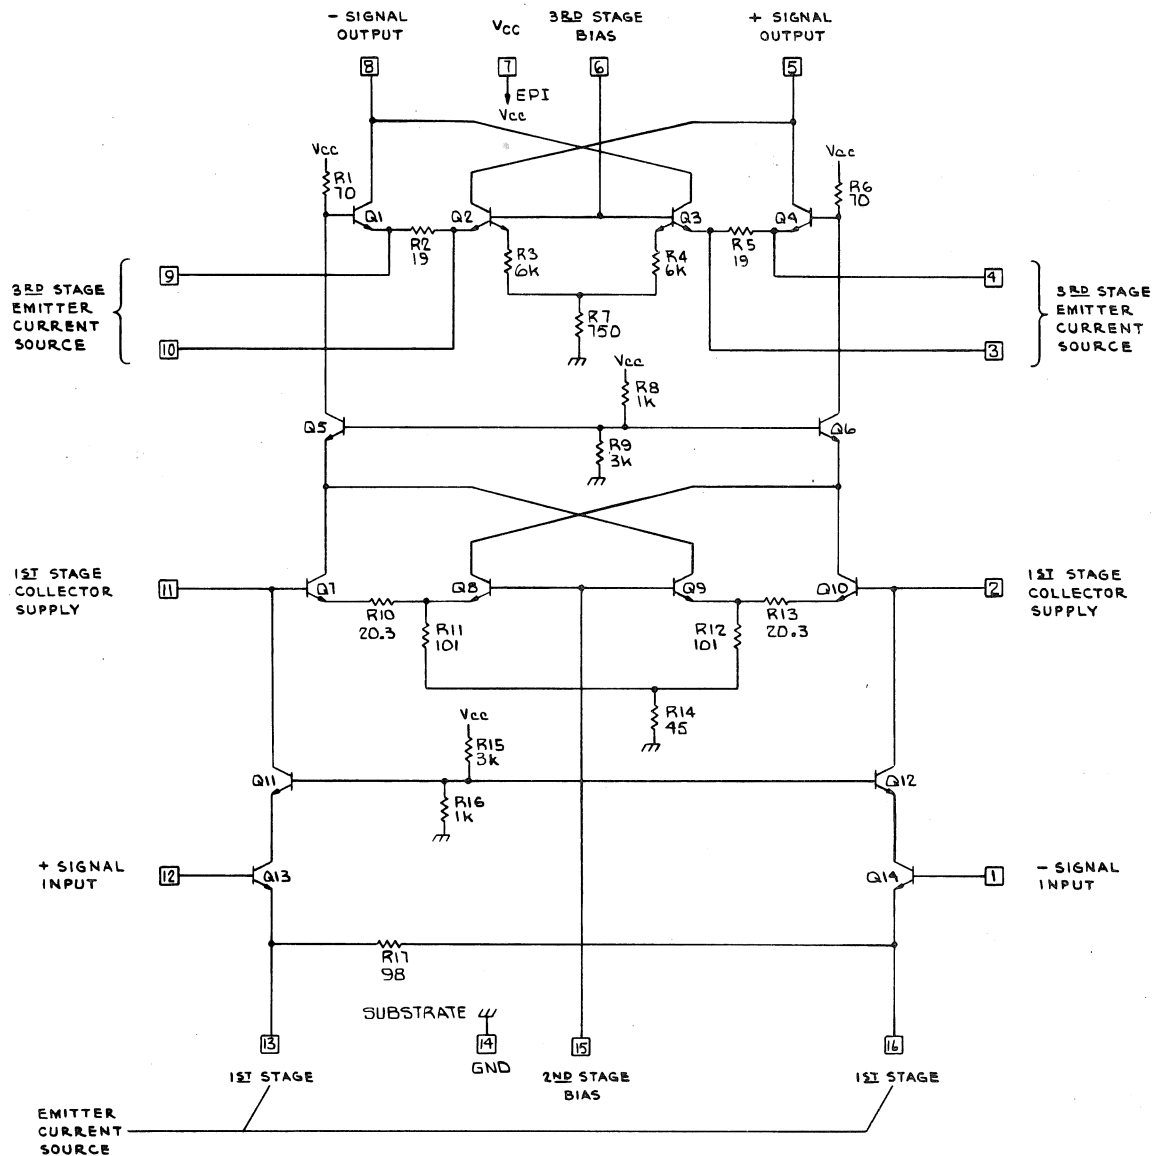 - SIGNAL
OUTPUT
VCC
3RD STAGE
BIAS
+ SIGNAL
OUTPUT
8
7
6
5
EPI
Vcc
Vcc
R1
70
Vcc
R6
70
Q1
R2
19
Q2
R3
6K
Q3
R4
6K
R5
19
Q4
9
3RD STAGE
EMITTER
CURRENT
SOURCE
10
R7
750
4
3RD STAGE
EMITTER
CURRENT
SOURCE
3
Vcc
R8
1K
Q5
R9
3K
Q6
1ST STAGE
COLLECTOR
SUPPLY
11
Q7
R10
20.3
Q8
R11
101
Q9
R12
101
R13
20.3
Q10
2
1ST STAGE
COLLECTOR
SUPPLY
R14
45
Vcc
R15
3K
Q11
R16
1K
Q12
+ SIGNAL
INPUT
12
Q13
Q14
1
- SIGNAL
INPUT
R17
98
SUBSTRATE
13
14
15
16
1ST STAGE
GND
2ND STAGE
BIAS
1ST STAGE
EMITTER
CURRENT
SOURCE